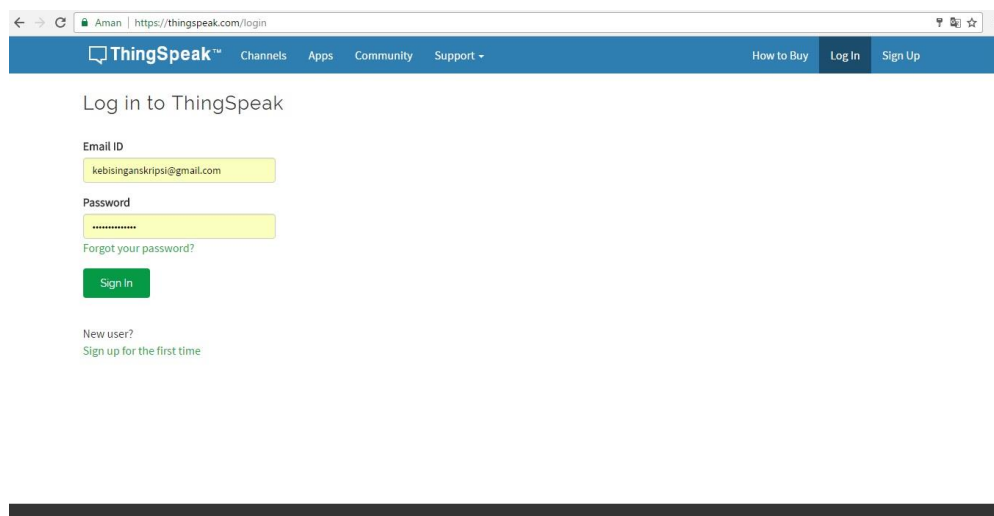 Aman | https://thingspeak.com/login
ThingSpeak™ Channels Apps Community Support How to Buy Log In Sign Up
Log in to ThingSpeak
Email ID
kebisinganskripsi@gmail.com
Password
••••••••••••••
Forgot your password?
Sign In
New user?
Sign up for the first time